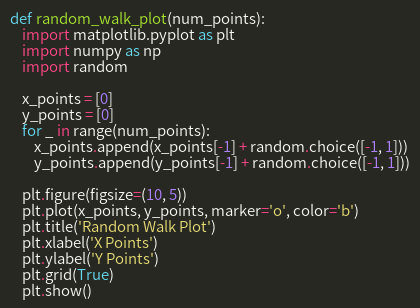 def random_walk_plot(num_points):
    import matplotlib.pyplot as plt
    import numpy as np
    import random

    x_points = [0]
    y_points = [0]
    for _ in range(num_points):
        x_points.append(x_points[-1] + random.choice([-1, 1]))
        y_points.append(y_points[-1] + random.choice([-1, 1]))

    plt.figure(figsize=(10, 5))
    plt.plot(x_points, y_points, marker='o', color='b')
    plt.title('Random Walk Plot')
    plt.xlabel('X Points')
    plt.ylabel('Y Points')
    plt.grid(True)
    plt.show()